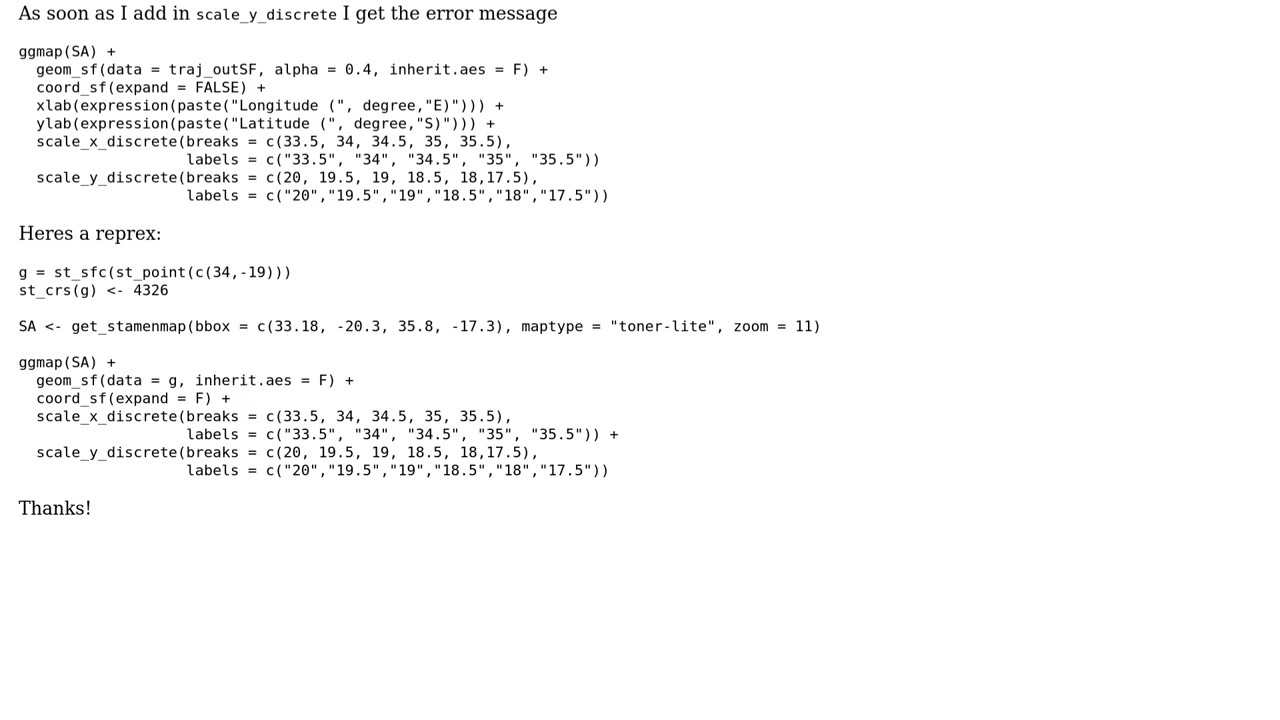 As soon as I add in scale_y_discrete I get the error message
ggmap(SA) +
  geom_sf(data = traj_outSF, alpha = 0.4, inherit.aes = F) +
  coord_sf(expand = FALSE) +
  xlab(expression(paste("Longitude (", degree,"E)"))) +
  ylab(expression(paste("Latitude (", degree,"S)"))) +
  scale_x_discrete(breaks = c(33.5, 34, 34.5, 35, 35.5),
                   labels = c("33.5", "34", "34.5", "35", "35.5"))
  scale_y_discrete(breaks = c(20, 19.5, 19, 18.5, 18,17.5),
                   labels = c("20","19.5","19","18.5","18","17.5"))
Heres a reprex:
g = st_sfc(st_point(c(34,-19)))
st_crs(g) <- 4326
SA <- get_stamenmap(bbox = c(33.18, -20.3, 35.8, -17.3), maptype = "toner-lite", zoom = 11)
ggmap(SA) +
  geom_sf(data = g, inherit.aes = F) +
  coord_sf(expand = F) +
  scale_x_discrete(breaks = c(33.5, 34, 34.5, 35, 35.5),
                   labels = c("33.5", "34", "34.5", "35", "35.5")) +
  scale_y_discrete(breaks = c(20, 19.5, 19, 18.5, 18,17.5),
                   labels = c("20","19.5","19","18.5","18","17.5"))
Thanks!